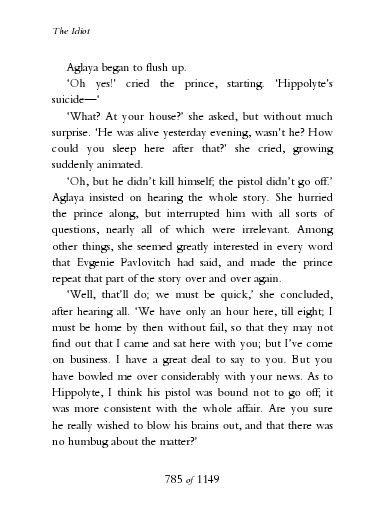 The Idiot
Aglaya began to flush up.
‘Oh yes!’ cried the prince, starting. ‘Hippolyte’s
suicide—‘
‘What? At your house?’ she asked, but without much
surprise. ‘He was alive yesterday evening, wasn’t he? How
could you sleep here after that?’ she cried, growing
suddenly animated.
‘Oh, but he didn’t kill himself; the pistol didn’t go off.’
Aglaya insisted on hearing the whole story. She hurried
the prince along, but interrupted him with all sorts of
questions, nearly all of which were irrelevant. Among
other things, she seemed greatly interested in every word
that Evgenie Pavlovitch had said, and made the prince
repeat that part of the story over and over again.
‘Well, that’ll do; we must be quick,’ she concluded,
after hearing all. ‘We have only an hour here, till eight; I
must be home by then without fail, so that they may not
find out that I came and sat here with you; but I’ve come
on business. I have a great deal to say to you. But you
have bowled me over considerably with your news. As to
Hippolyte, I think his pistol was bound not to go off; it
was more consistent with the whole affair. Are you sure
he really wished to blow his brains out, and that there was
no humbug about the matter?’
785 of 1149